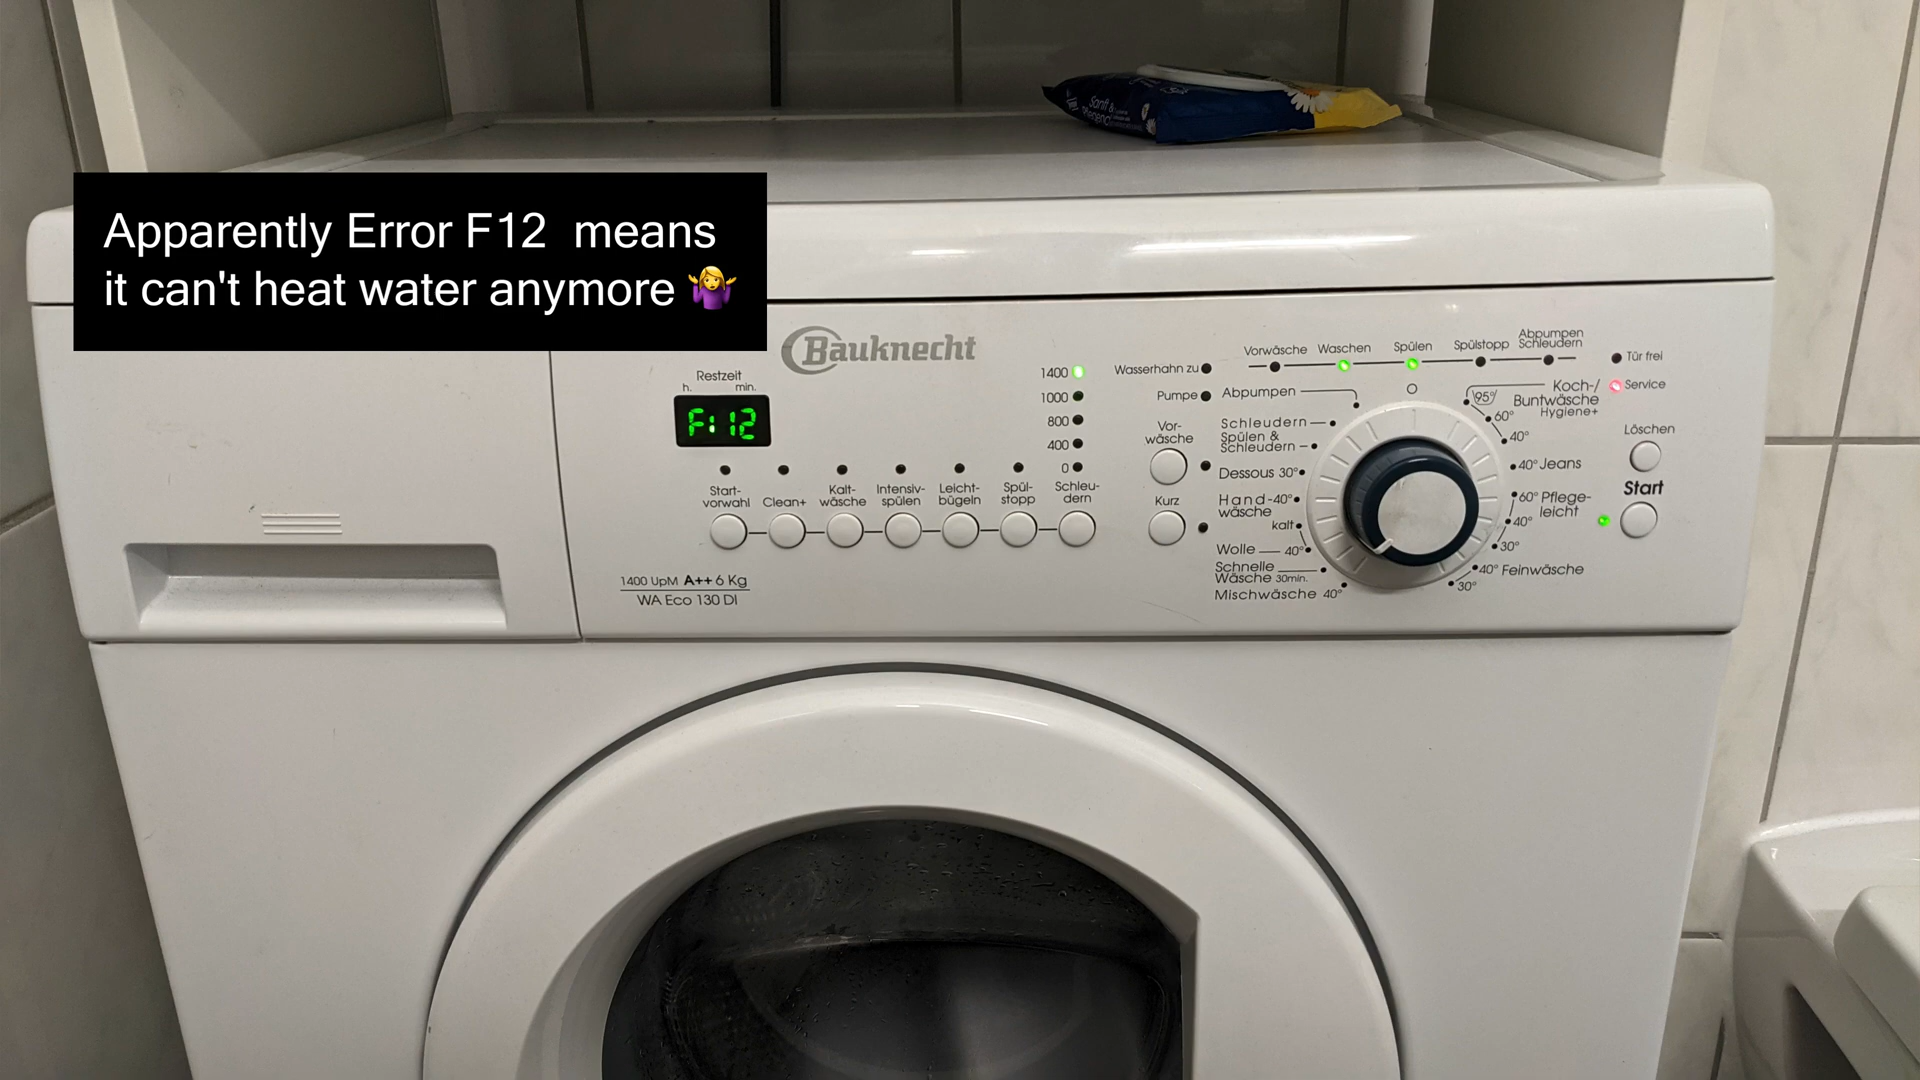 Sanft &
Apparently Error F12 means
it can't heat water anymore 🤷‍♀️
Bauknecht
Restzeit
h. min.
F:12
1400
1000
800
400
0
Start-
vorwahl
Clean+
Kalt-
wäsche
Intensiv-
spülen
Leicht-
bügeln
Spül-
stopp
Schleu-
dern
1400 UpM A++ 6 Kg
WA Eco 130 DI
Wasserhahn zu
Pumpe
Vor-
wäsche
Kurz
Vorwäsche
Waschen
Spülen
Spülstopp
Abpumpen
Schleudern
Tür frei
Service
Abpumpen
Schleudern
Spülen &
Schleudern
Dessous 30°
Hand-40°
wäsche
kalt
Wolle 40°
Schnelle
Wäsche 30min.
Mischwäsche 40°
95° Koch-/
Buntwäsche
Hygiene+
60°
40°
40° Jeans
60° Pflege-
leicht
40°
30°
40° Feinwäsche
30°
Löschen
Start